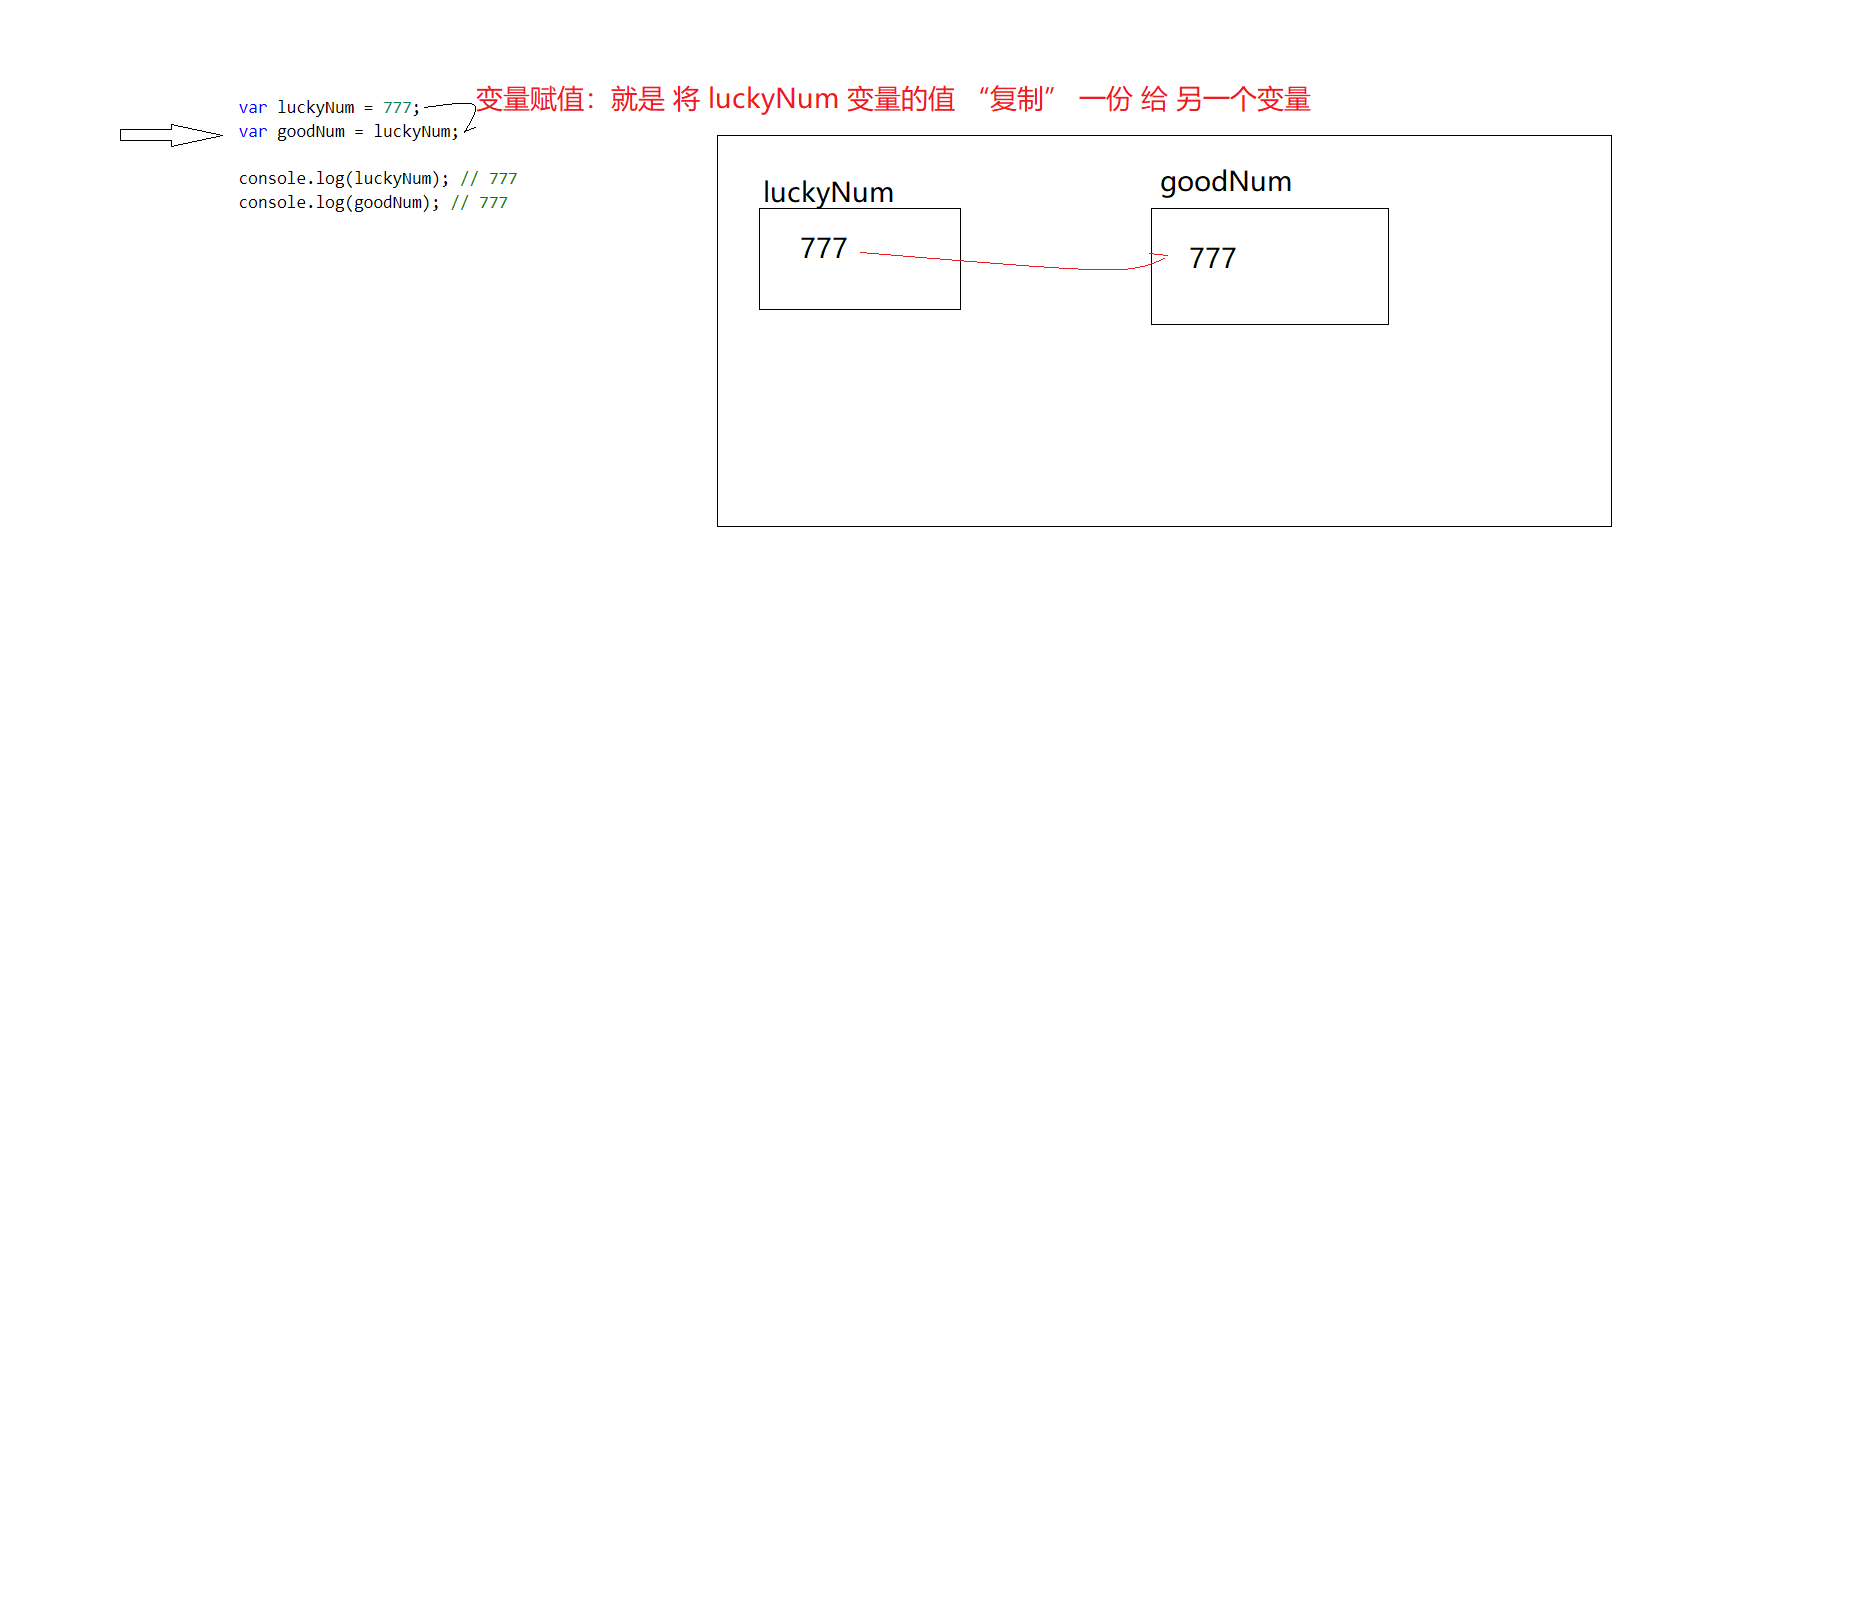 变量赋值：就是 将 luckyNum 变量的值 “复制” 一份 给 另一个变量
var luckyNum = 777;
var goodNum = luckyNum;
console.log(luckyNum); // 777
console.log(goodNum); // 777
luckyNum
goodNum
777
777